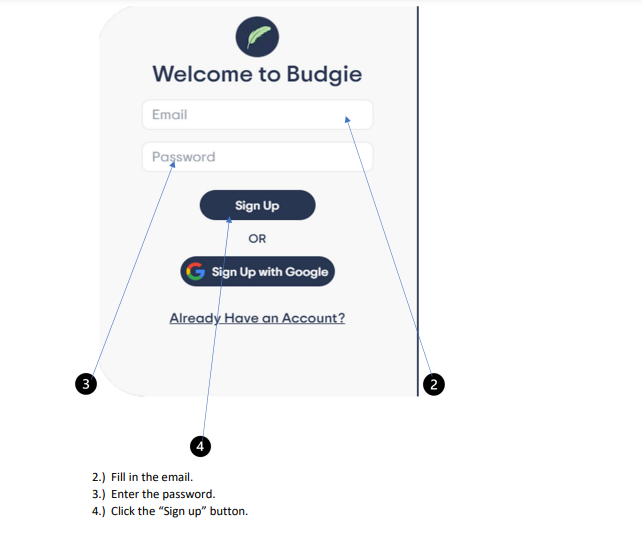 Welcome to Budgie
Email
Password
Sign Up
OR
Sign Up with Google
Already Have an Account?
3
2
4
2.) Fill in the email.
3.) Enter the password.
4.) Click the “Sign up” button.